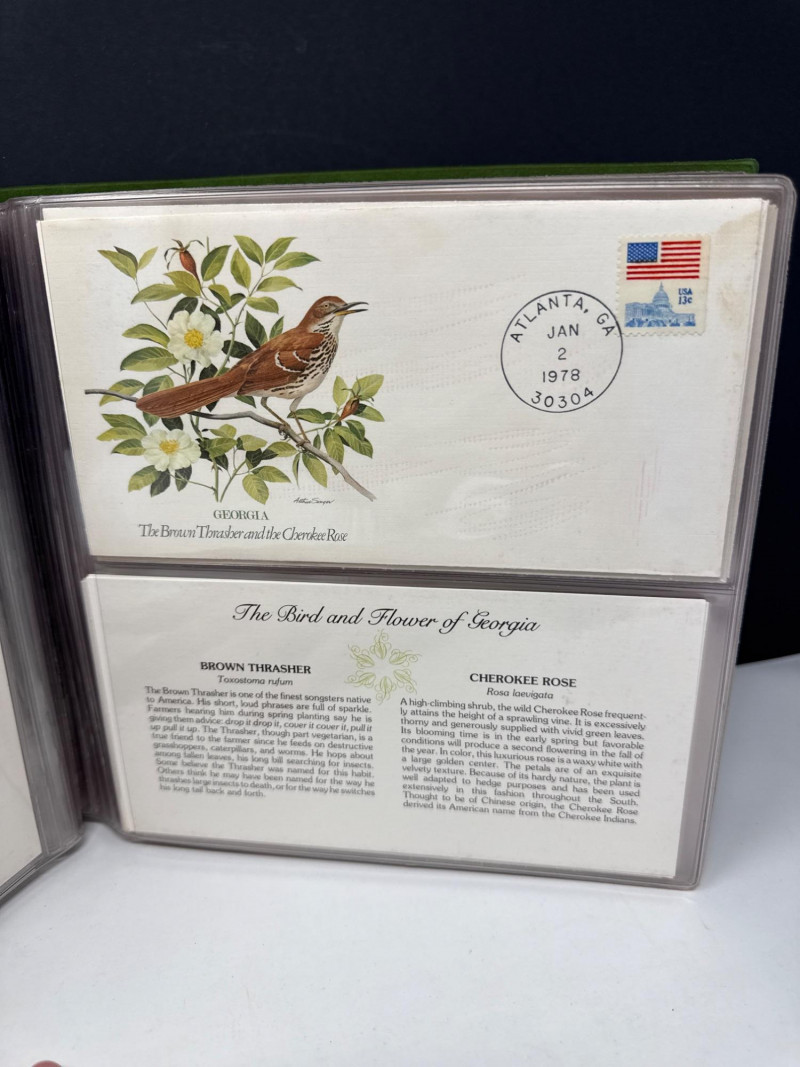 USA
13c
ATLANTA, GA
JAN
2
1978
30304
Arthur Singer
GEORGIA
The Brown Thrasher and the Cherokee Rose
The Bird and Flower of Georgia
BROWN THRASHER
Toxostoma rufum
The Brown Thrasher is one of the finest songsters native
to America. His short, loud phrases are full of sparkle.
Farmers hearing him during spring planting say he is
giving them advice: drop it drop it, cover it cover it, pull it
up pull it up. The Thrasher, though part vegetarian, is a
true friend to the farmer since he feeds on destructive
grasshoppers, caterpillars, and worms. He hops about
among fallen leaves, his long bill searching for insects.
Some believe the Thrasher was named for this habit.
Others think he may have been named for the way he
thrashes large insects to death, or for the way he switches
his long tail back and forth.
CHEROKEE ROSE
Rosa laevigata
A high-climbing shrub, the wild Cherokee Rose frequent-
ly attains the height of a sprawling vine. It is excessively
thorny and generously supplied with vivid green leaves.
Its blooming time is in the early spring but favorable
conditions will produce a second flowering in the fall of
the year. In color, this luxurious rose is a waxy white with
a large golden center. The petals are of an exquisite
velvety texture. Because of its hardy nature, the plant is
well adapted to hedge purposes and has been used
extensively in this fashion throughout the South.
Thought to be of Chinese origin, the Cherokee Rose
derived its American name from the Cherokee Indians.